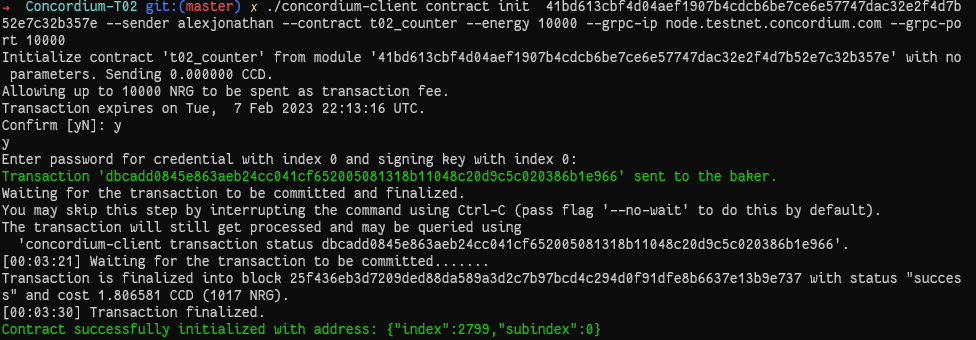 → Concordium-T02 git:(master) ✗ ./concordium-client contract init 41bd613cbf4d04aef1907b4cdcb6be7ce6e57747dac32e2f4d7b
52e7c32b357e --sender alexjonathan --contract t02_counter --energy 10000 --grpc-ip node.testnet.concordium.com --grpc-po
rt 10000
Initialize contract 't02_counter' from module '41bd613cbf4d04aef1907b4cdcb6be7ce6e57747dac32e2f4d7b52e7c32b357e' with no
 parameters. Sending 0.000000 CCD.
Allowing up to 10000 NRG to be spent as transaction fee.
Transaction expires on Tue,  7 Feb 2023 22:13:16 UTC.
Confirm [yN]: y
y
Enter password for credential with index 0 and signing key with index 0:
Transaction 'dbcadd0845e863aeb24cc041cf652005081318b11048c20d9c5c020386b1e966' sent to the baker.
Waiting for the transaction to be committed and finalized.
You may skip this step by interrupting the command using Ctrl-C (pass flag '--no-wait' to do this by default).
The transaction will still get processed and may be queried using
  'concordium-client transaction status dbcadd0845e863aeb24cc041cf652005081318b11048c20d9c5c020386b1e966'.
[00:03:21] Waiting for the transaction to be committed.......
Transaction is finalized into block 25f436eb3d7209ded88da589a3d2c7b97bcd4c294d0f91dfe8b6637e13b9e737 with status "succes
s" and cost 1.806581 CCD (1017 NRG).
[00:03:30] Transaction finalized.
Contract successfully initialized with address: {"index":2799,"subindex":0}